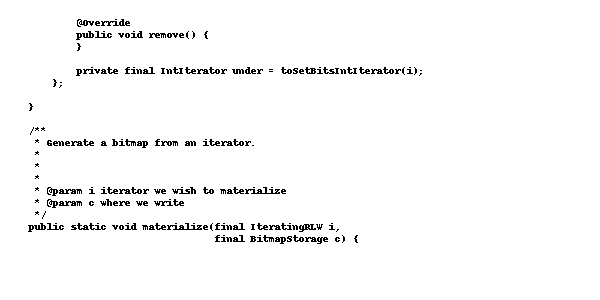 @Override
public void remove() {
}
private final IntIterator under = toSetBitsIntIterator(i);
};
}
/**
* Generate a bitmap from an iterator.
*
*
*
* @param i iterator we wish to materialize
* @param c where we write
*/
public static void materialize(final IteratingRLW i,
final BitmapStorage c) {